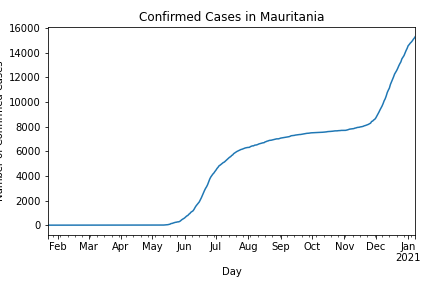 Confirmed Cases in Mauritania
16000
14000
12000
10000
8000
6000
4000
2000
0
Number of Confirmed Cases
Feb Mar Apr May Jun Jul Aug Sep Oct Nov Dec Jan
2021
Day